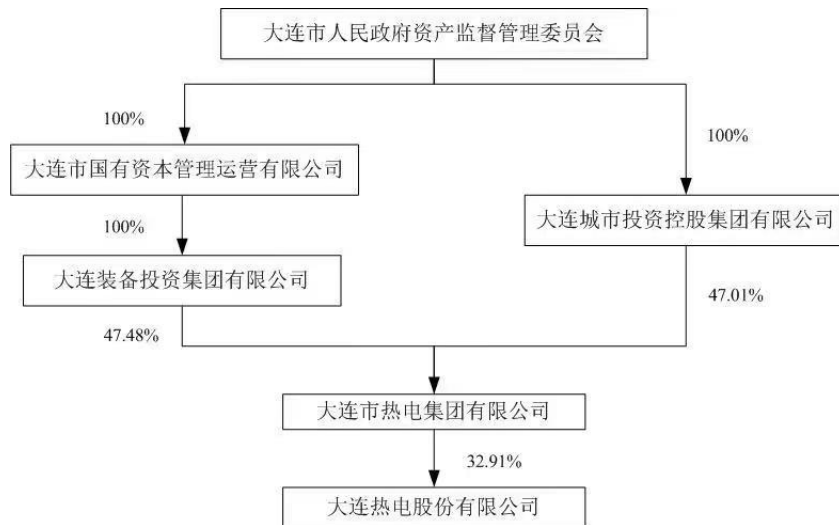 大连市人民政府资产监督管理委员会
100%
100%
大连市国有资本管理运营有限公司
大连城市投资控股集团有限公司
100%
大连装备投资集团有限公司
47.48%
47.01%
大连市热电集团有限公司
32.91%
大连热电股份有限公司